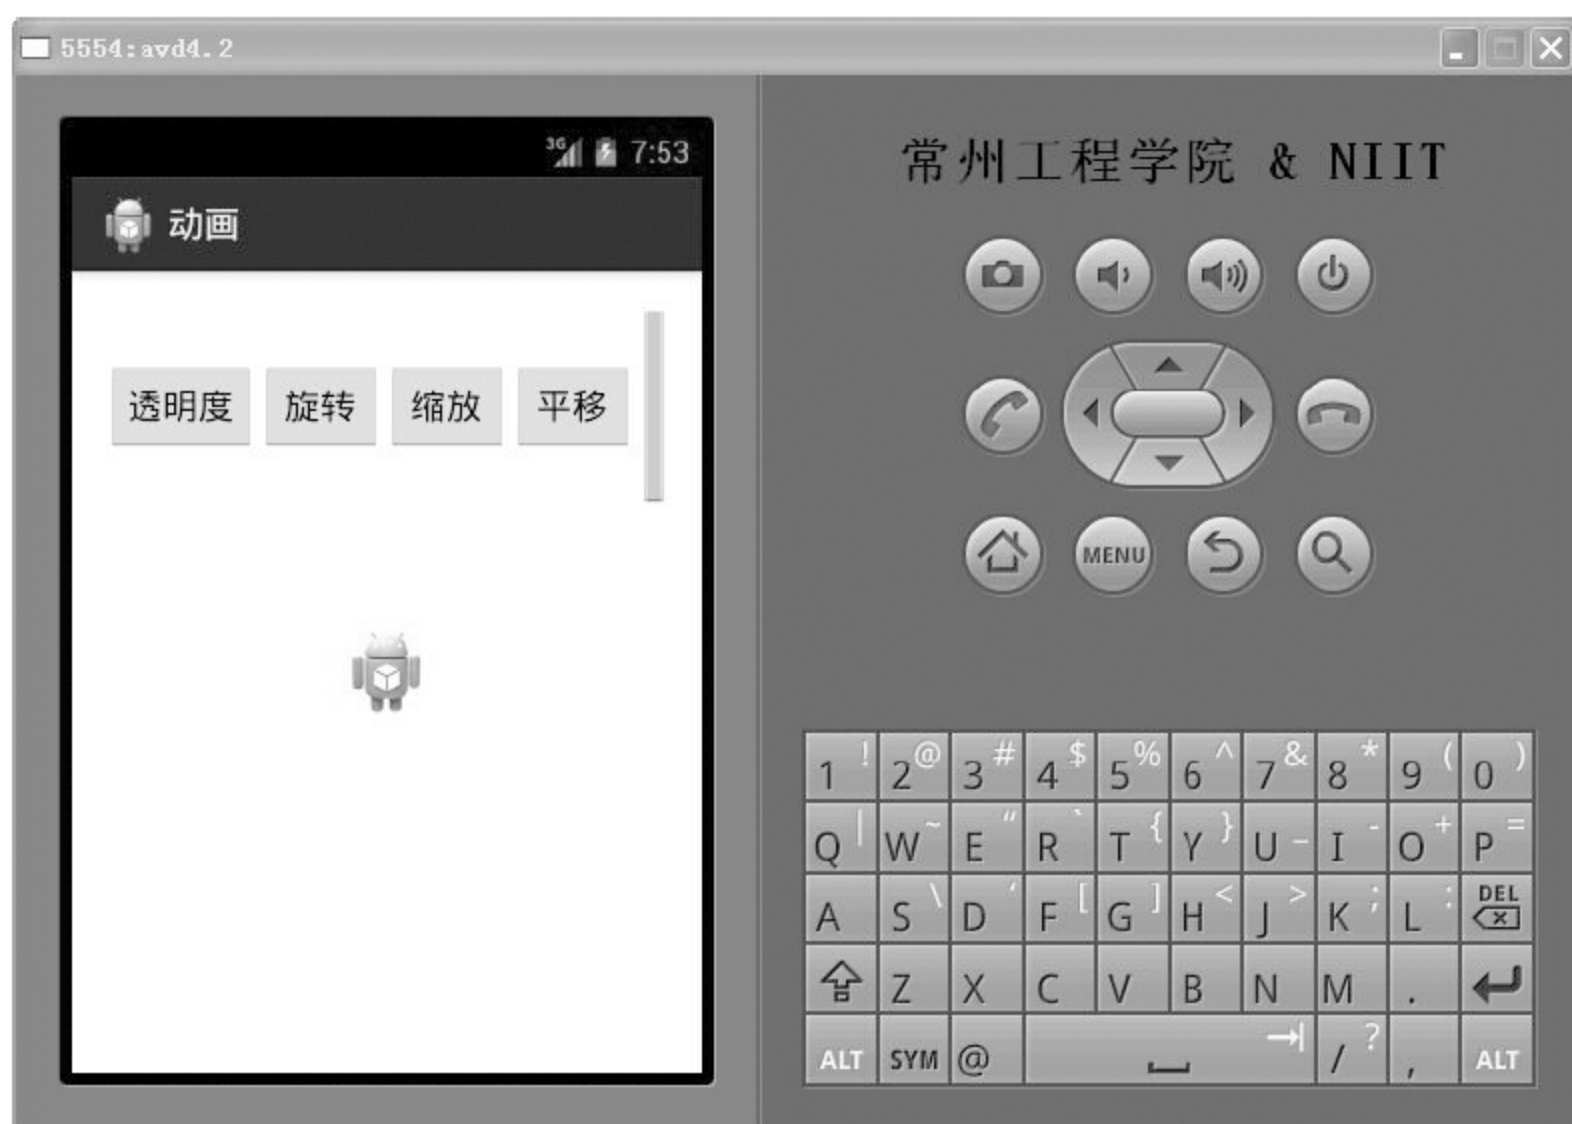 5554:avd4.2
3G 7:53
动画
透明度 旋转 缩放 平移
常州工程学院 & NIIT
MENU
1 ! 2 @ 3 # 4 $ 5 % 6 ^ 7 & 8 * 9 ( 0 )
Q | W ~ E " R ` T { Y } U _ I - O + P =
A S \ D ' F [ G ] H < J > K ; L : DEL
Z X C V B N M .
ALT SYM @ / ? , ALT